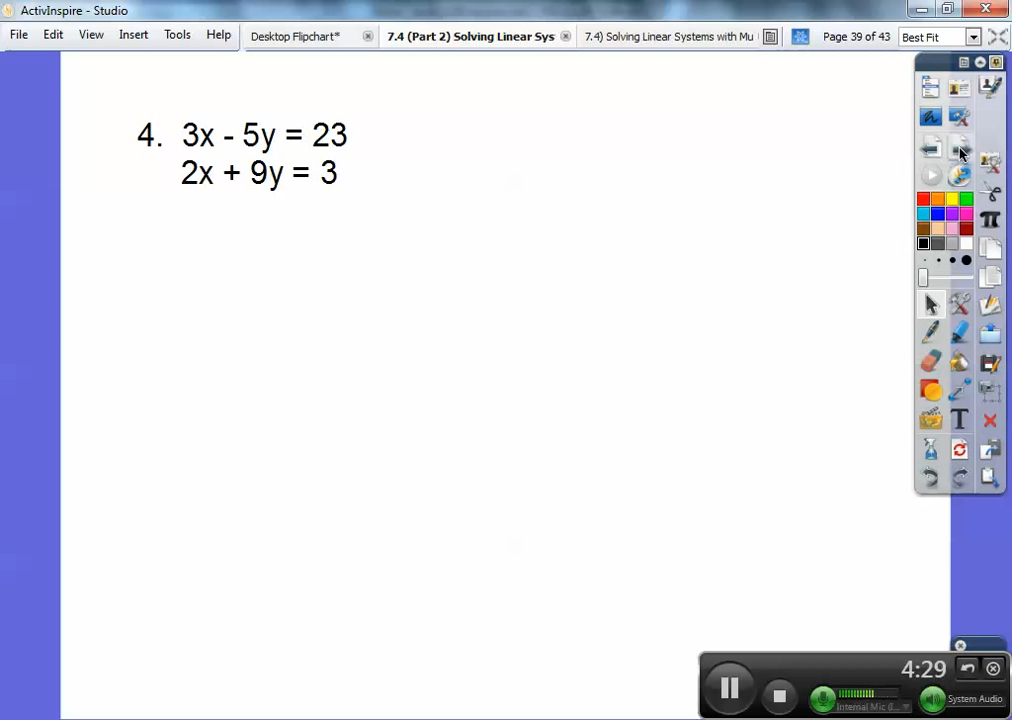 ActivInspire - Studio
File Edit View Insert Tools Help
Desktop Flipchart*
7.4 (Part 2) Solving Linear Sys
7.4) Solving Linear Systems with Mu
Page 39 of 43
Best Fit
4. 3x - 5y = 23
2x + 9y = 3
T
4:29
Internal Mic (I...
System Audio